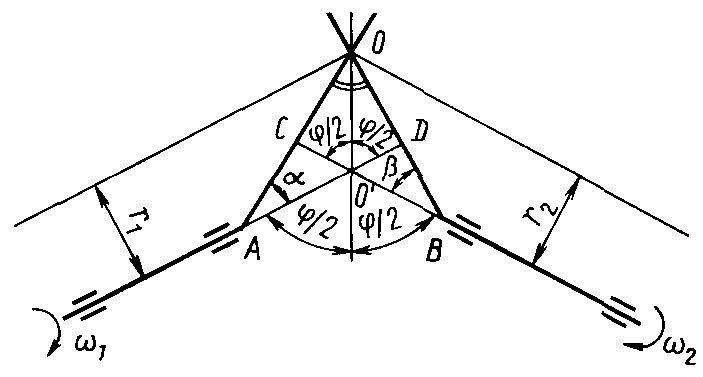 O
C φ/2 φ/2 D
α β
r₁ O' r₂
φ/2 φ/2
A B
ω₁ ω₂